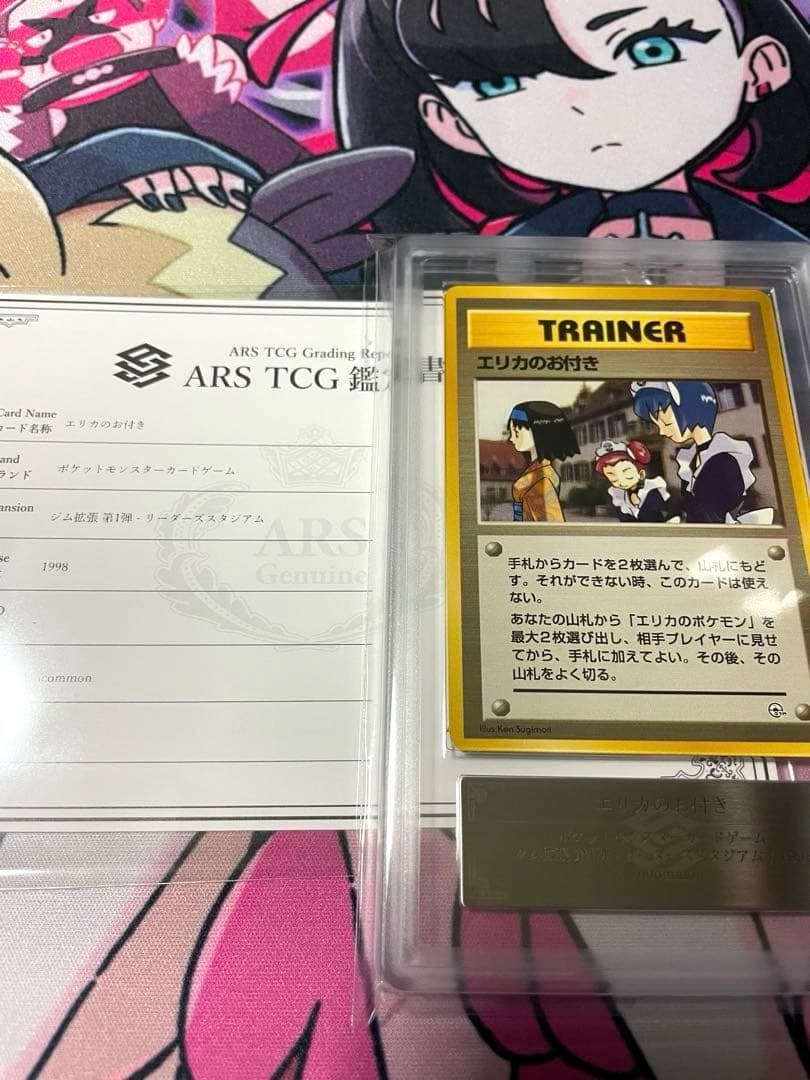 ARS TCG Grading Repo
ARS TCG 鑑定書
Card Name
カード名称
エリカのお付き
and
ランド
ポケットモンスターカードゲーム
ansion
ジム拡張 第1弾 - リーダーズスタジアム
se
1998
-
common
ARS
Genuine
TRAINER
エリカのお付き
手札からカードを2枚選んで、山札にもど
す。それができない時、このカードは使え
ない。
あなたの山札から「エリカのポケモン」を
最大2枚選び出し、相手プレイヤーに見せ
てから、手札に加えてよい。その後、その
山札をよく切る。
Illus. Ken Sugimori
エリカのお付き